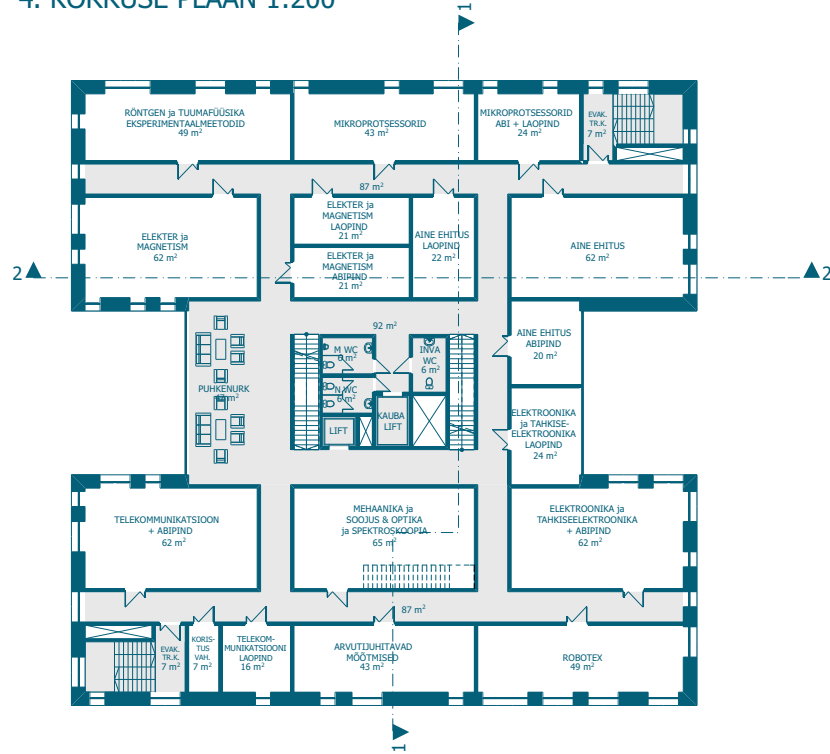 4. KORRUSE PLAAN 1:200
1
RÖNTGEN ja TUUMAFÜÜSIKA
EKSPERIMENTAALMEETODID
49 m²
MIKROPROTSESSORID
43 m²
MIKROPROTSESSORID
ABI + LAOPIND
24 m²
EVAK.
TR.K.
7 m²
87 m²
ELEKTER ja
MAGNETISM
62 m²
ELEKTER ja
MAGNETISM
LAOPIND
21 m²
ELEKTER ja
MAGNETISM
ABIPIND
21 m²
AINE EHITUS
LAOPIND
22 m²
AINE EHITUS
62 m²
2
2
92 m²
M WC
6 m²
INVA
WC
6 m²
AINE EHITUS
ABIPIND
20 m²
PUHKENURK
47 m²
N WC
6 m²
LIFT
KAUBA
LIFT
ELEKTROONIKA
ja TAHKISE-
ELEKTROONIKA
LAOPIND
24 m²
TELEKOMMUNIKATSIOON
+ ABIPIND
62 m²
MEHAANIKA ja
SOOJUS & OPTIKA
ja SPEKTROSKOOPIA
65 m²
ELEKTROONIKA ja
TAHKISEELEKTROONIKA
+ ABIPIND
62 m²
87 m²
EVAK.
TR.K.
7 m²
KORIS-
TUS
VAH.
7 m²
TELEKOM-
MUNIKATSIOONI
LAOPIND
16 m²
ARVUTIJUHITAVAD
MÕÕTMISED
43 m²
ROBOTEX
49 m²
1